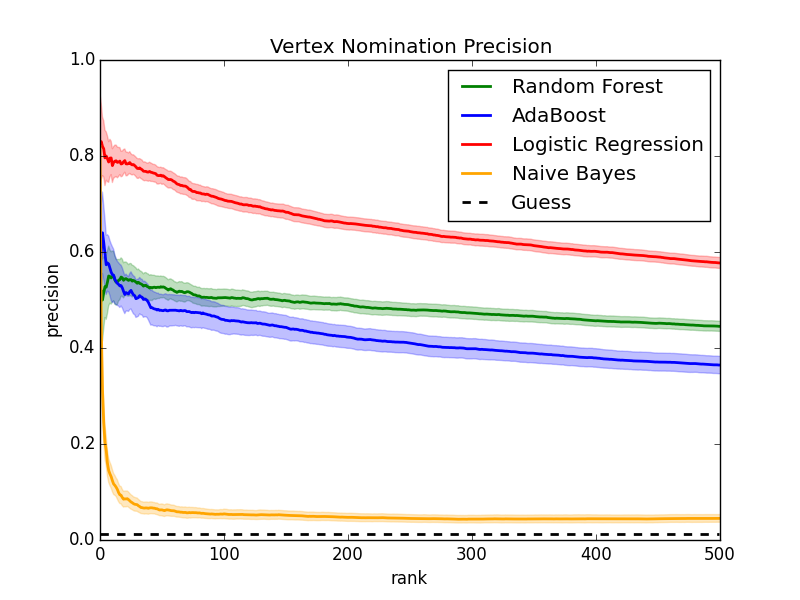 Vertex Nomination Precision
1.0
0.8
0.6
0.4
0.2
0.0
precision
Random Forest
AdaBoost
Logistic Regression
Naive Bayes
Guess
0 100 200 300 400 500
rank